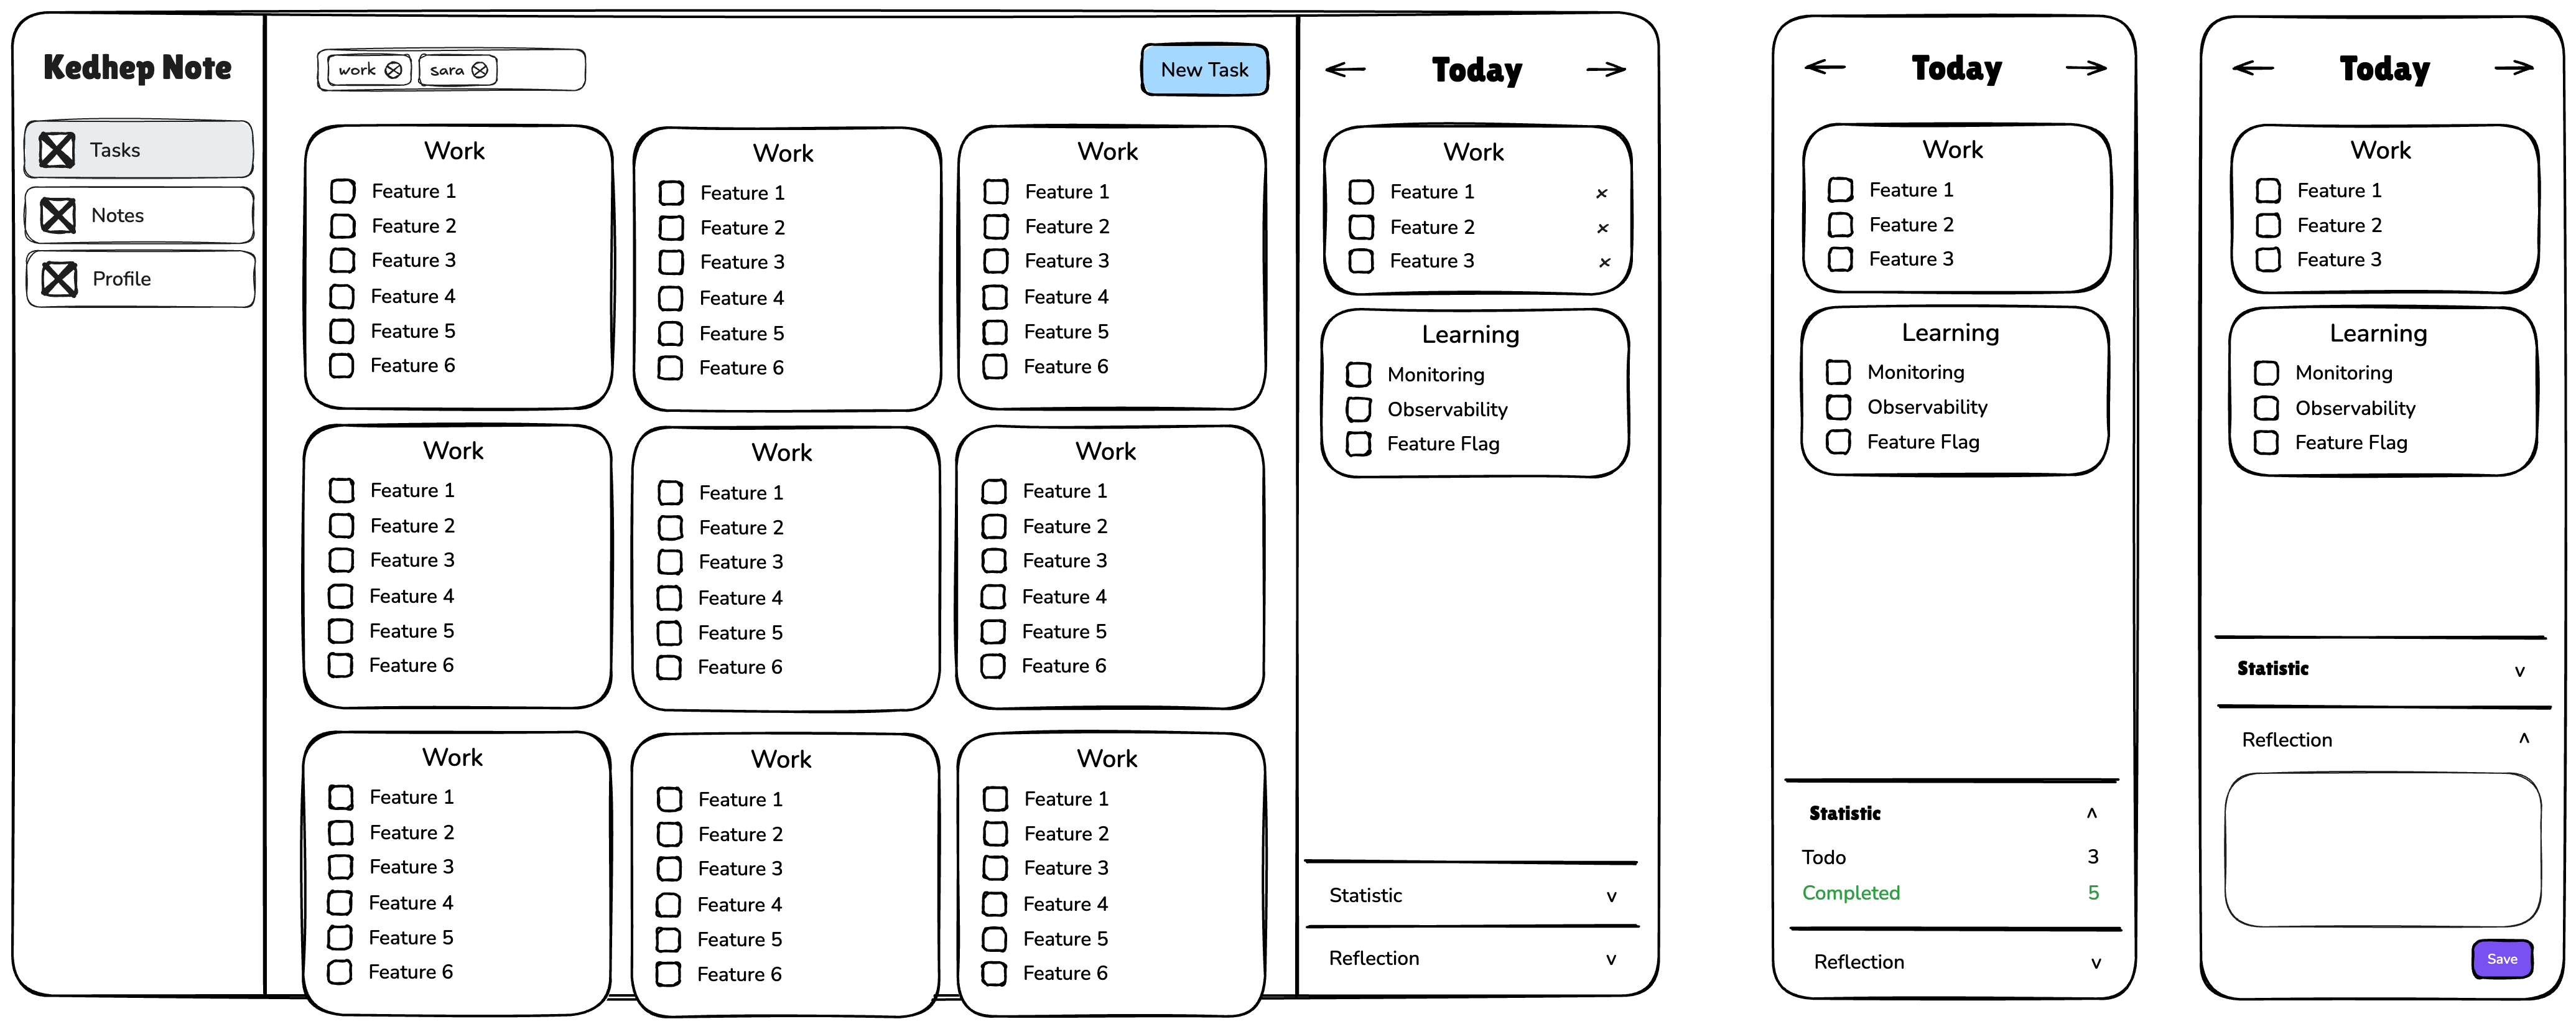 Kedhep Note
Tasks
Notes
Profile
work
sara
New Task
Work
Feature 1
Feature 2
Feature 3
Feature 4
Feature 5
Feature 6
Work
Feature 1
Feature 2
Feature 3
Feature 4
Feature 5
Feature 6
Work
Feature 1
Feature 2
Feature 3
Feature 4
Feature 5
Feature 6
Work
Feature 1
Feature 2
Feature 3
Feature 4
Feature 5
Feature 6
Work
Feature 1
Feature 2
Feature 3
Feature 4
Feature 5
Feature 6
Work
Feature 1
Feature 2
Feature 3
Feature 4
Feature 5
Feature 6
Work
Feature 1
Feature 2
Feature 3
Feature 4
Feature 5
Feature 6
Work
Feature 1
Feature 2
Feature 3
Feature 4
Feature 5
Feature 6
Work
Feature 1
Feature 2
Feature 3
Feature 4
Feature 5
Feature 6
Today
Work
Feature 1 x
Feature 2 x
Feature 3 x
Learning
Monitoring
Observability
Feature Flag
Statistic v
Reflection v
Today
Work
Feature 1
Feature 2
Feature 3
Learning
Monitoring
Observability
Feature Flag
Statistic ^
Todo 3
Completed 5
Reflection v
Today
Work
Feature 1
Feature 2
Feature 3
Learning
Monitoring
Observability
Feature Flag
Statistic v
Reflection ^
Save